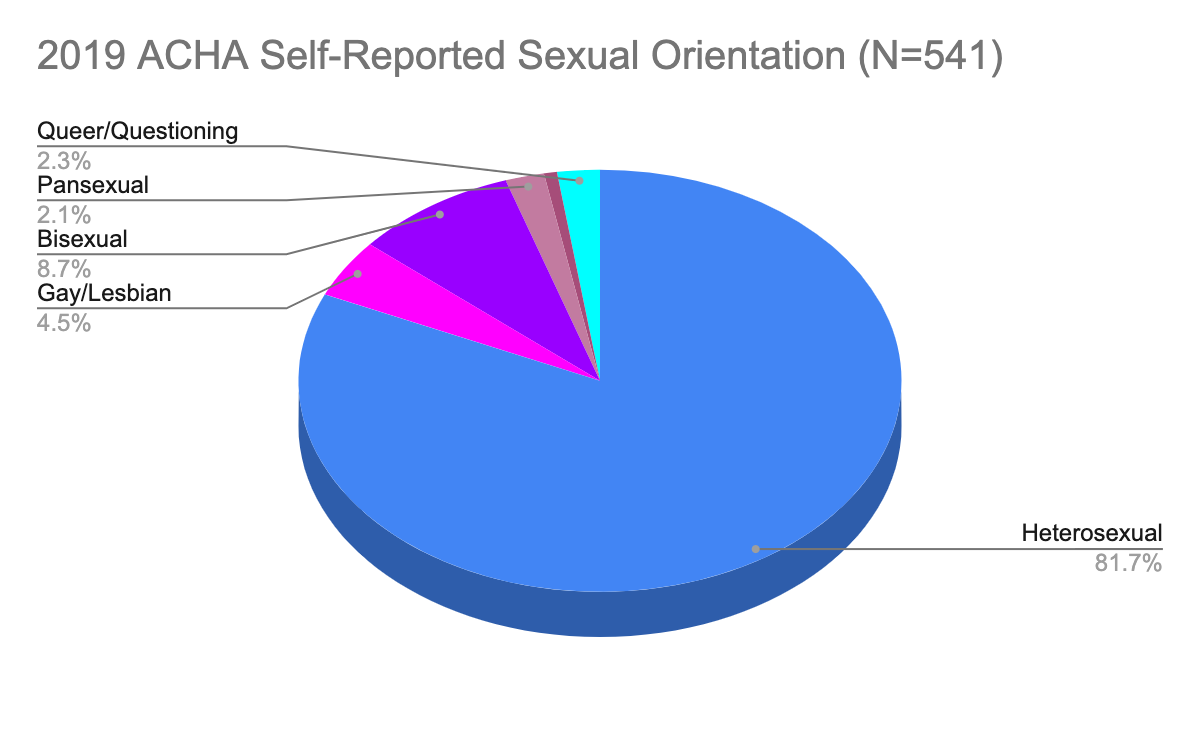 2019 ACHA Self-Reported Sexual Orientation (N=541)
Queer/Questioning
2.3%
Pansexual
2.1%
Bisexual
8.7%
Gay/Lesbian
4.5%
Heterosexual
81.7%